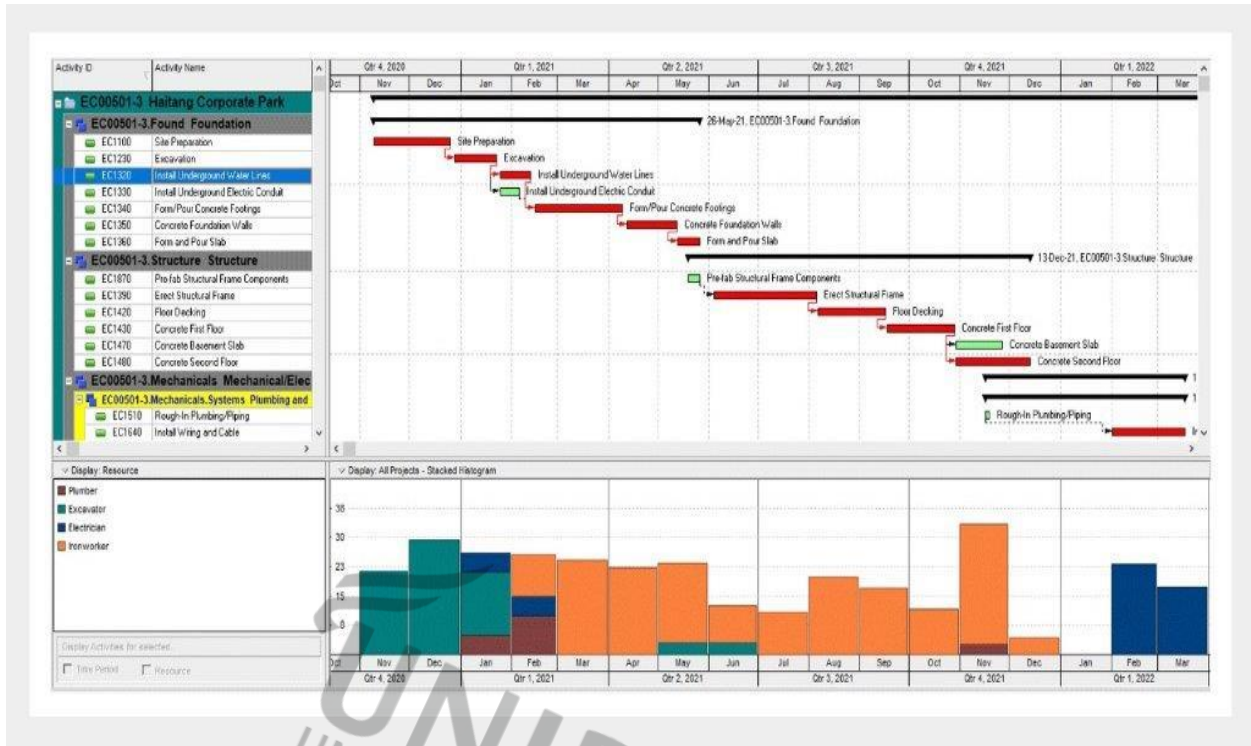 Activity ID Activity Name
Qtr 4, 2020 Qtr 1, 2021 Qtr 2, 2021 Qtr 3, 2021 Qtr 4, 2021 Qtr 1, 2022
Oct Nov Dec Jan Feb Mar Apr May Jun Jul Aug Sep Oct Nov Dec Jan Feb Mar
EC00501-3 Haitang Corporate Park
EC00501-3.Found Foundation 26-May-21, EC00501-3.Found Foundation
EC1100 Site Preparation Site Preparation
EC1230 Excavation Excavation
EC1320 Install Underground Water Lines Install Underground Water Lines
EC1330 Install Underground Electric Conduit Install Underground Electric Conduit
EC1340 Form/Pour Concrete Footings Form/Pour Concrete Footings
EC1350 Concrete Foundation Walls Concrete Foundation Walls
EC1360 Form and Pour Slab Form and Pour Slab
EC00501-3.Structure Structure 13-Dec-21, EC00501-3.Structure Structure
EC1870 Pre-fab Structural Frame Components Pre-fab Structural Frame Components
EC1390 Erect Structural Frame Erect Structural Frame
EC1420 Floor Decking Floor Decking
EC1430 Concrete First Floor Concrete First Floor
EC1470 Concrete Basement Slab Concrete Basement Slab
EC1480 Concrete Second Floor Concrete Second Floor
EC00501-3.Mechanicals Mechanical/Elec 1
EC00501-3.Mechanicals.Systems Plumbing and 1
EC1510 Rough-In Plumbing/Piping Rough-In Plumbing/Piping
EC1640 Install Wiring and Cable
Display: Resource Display: All Projects - Stacked Histogram
Plumber
Excavator
Electrician
Ironworker
38
30
23
15
8
Display Activities for selected...
Time Period Resource
Oct Nov Dec Jan Feb Mar Apr May Jun Jul Aug Sep Oct Nov Dec Jan Feb Mar
Qtr 4, 2020 Qtr 1, 2021 Qtr 2, 2021 Qtr 3, 2021 Qtr 4, 2021 Qtr 1, 2022